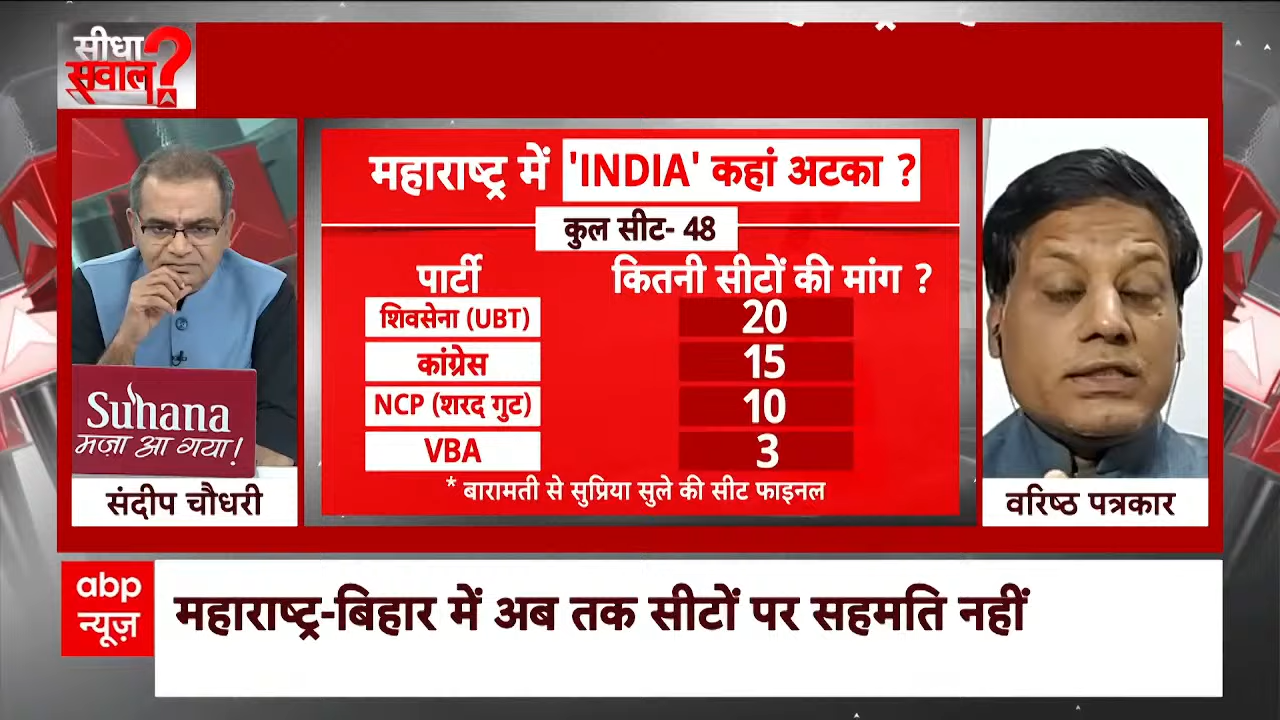 सीधा
सवाल?
महाराष्ट्र में 'INDIA' कहां अटका ?
कुल सीट- 48
पार्टी कितनी सीटों की मांग ?
शिवसेना (UBT) 20
कांग्रेस 15
NCP (शरद गुट) 10
VBA 3
* बारामती से सुप्रिया सुले की सीट फाइनल
Suhana
मज़ा आ गया!
संदीप चौधरी
वरिष्ठ पत्रकार
abp
न्यूज़
महाराष्ट्र-बिहार में अब तक सीटों पर सहमति नहीं